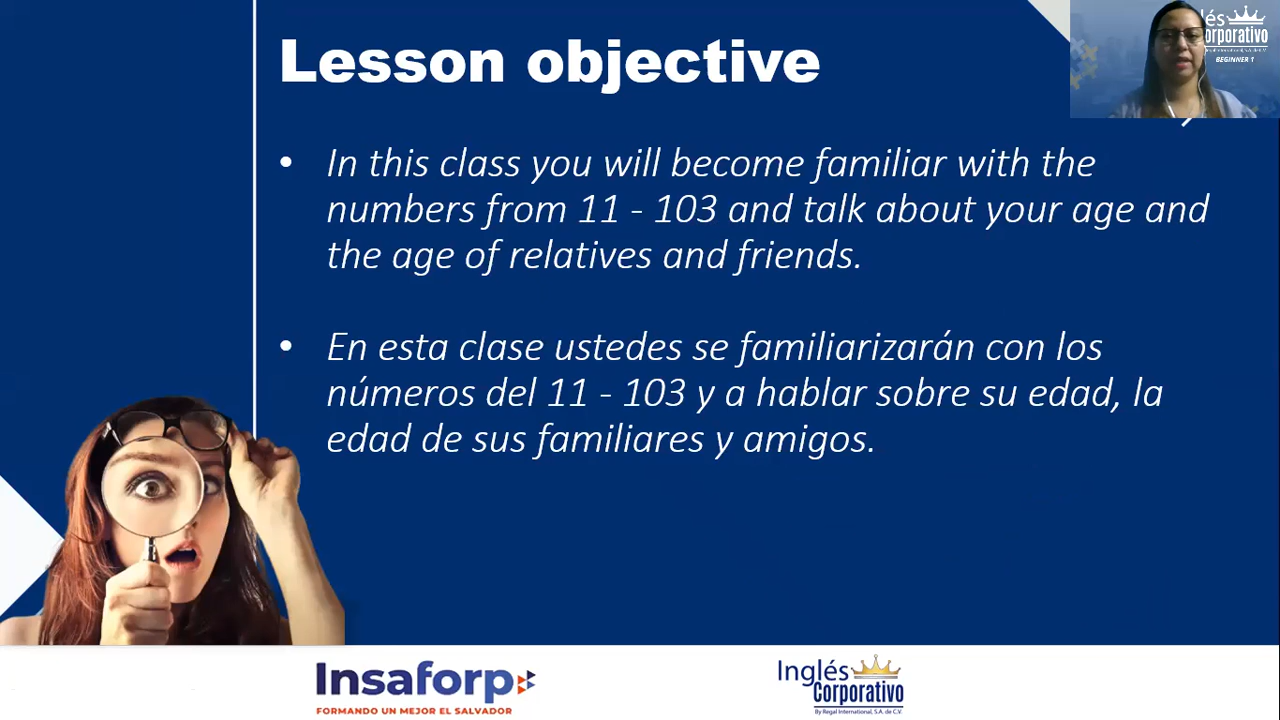 Lesson objective
• In this class you will become familiar with the
numbers from 11 - 103 and talk about your age and
the age of relatives and friends.
• En esta clase ustedes se familiarizarán con los
números del 11 - 103 y a hablar sobre su edad, la
edad de sus familiares y amigos.
és
orporativo
BEGINNER 1
Insaforp
FORMANDO UN MEJOR EL SALVADOR
Inglés
Corporativo
By Regal International, S.A. de C.V.